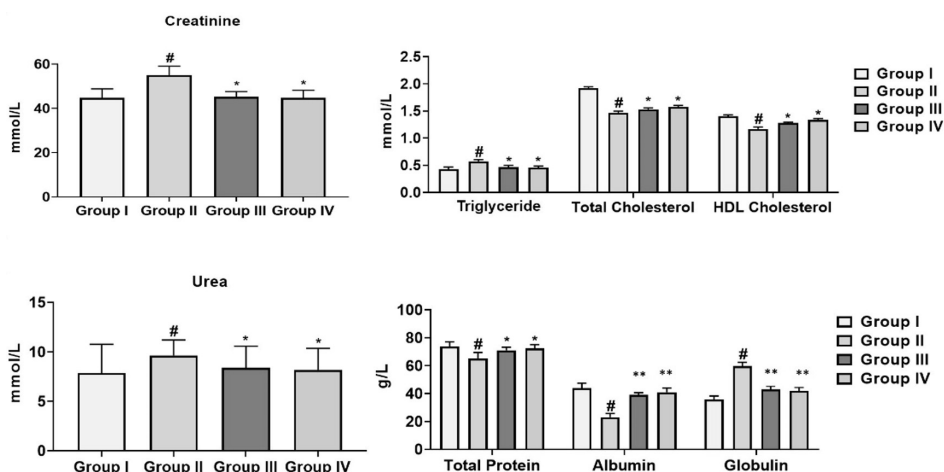 Creatinine
mmol/L
60
40
20
0
#
*
*
Group I Group II Group III Group IV
mmol/L
2.5
2.0
1.5
1.0
0.5
0.0
#
*
*
#
*
*
#
*
*
Triglyceride Total Cholesterol HDL Cholesterol
Group I
Group II
Group III
Group IV
Urea
mmol/L
15
10
5
0
#
*
*
Group I Group II Group III Group IV
g/L
100
80
60
40
20
0
#
*
*
#
**
**
#
**
**
Total Protein Albumin Globulin
Group I
Group II
Group III
Group IV